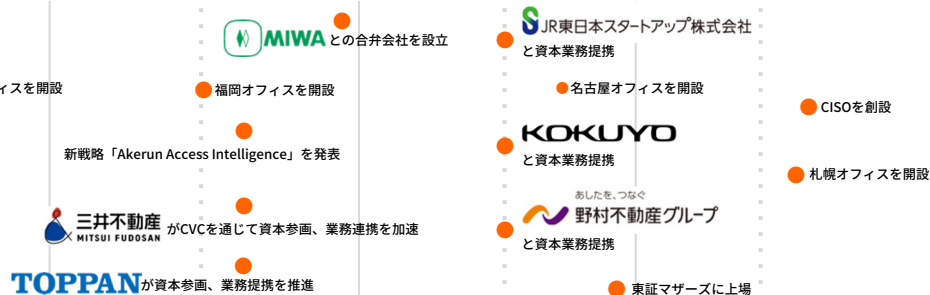 MIWA との合弁会社を設立
JR東日本スタートアップ株式会社
と資本業務提携
ィスを開設
福岡オフィスを開設
名古屋オフィスを開設
CISOを創設
新戦略「Akerun Access Intelligence」を発表
KOKUYO
と資本業務提携
札幌オフィスを開設
三井不動産
MITSUI FUDOSAN
がCVCを通じて資本参画、業務連携を加速
あしたを、つなぐ
野村不動産グループ
と資本業務提携
TOPPANが資本参画、業務提携を推進
東証マザーズに上場